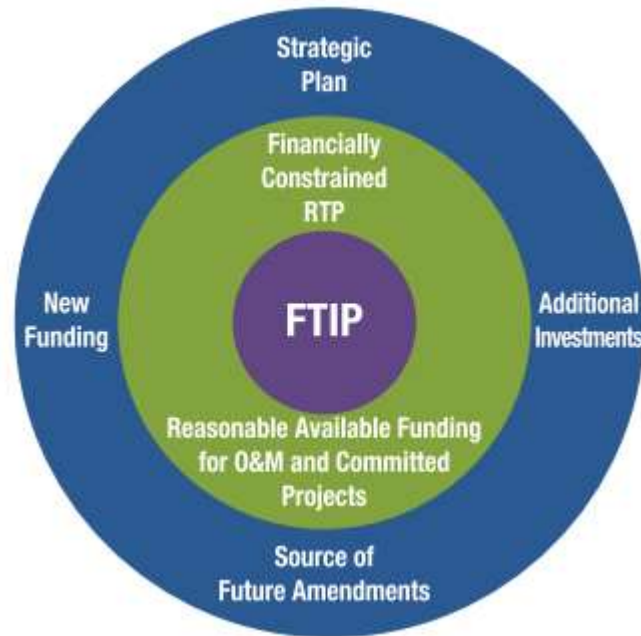 Strategic
Plan
Financially
Constrained
RTP
New
Funding
FTIP
Additional
Investments
Reasonable Available Funding
for O&M and Committed
Projects
Source of
Future Amendments